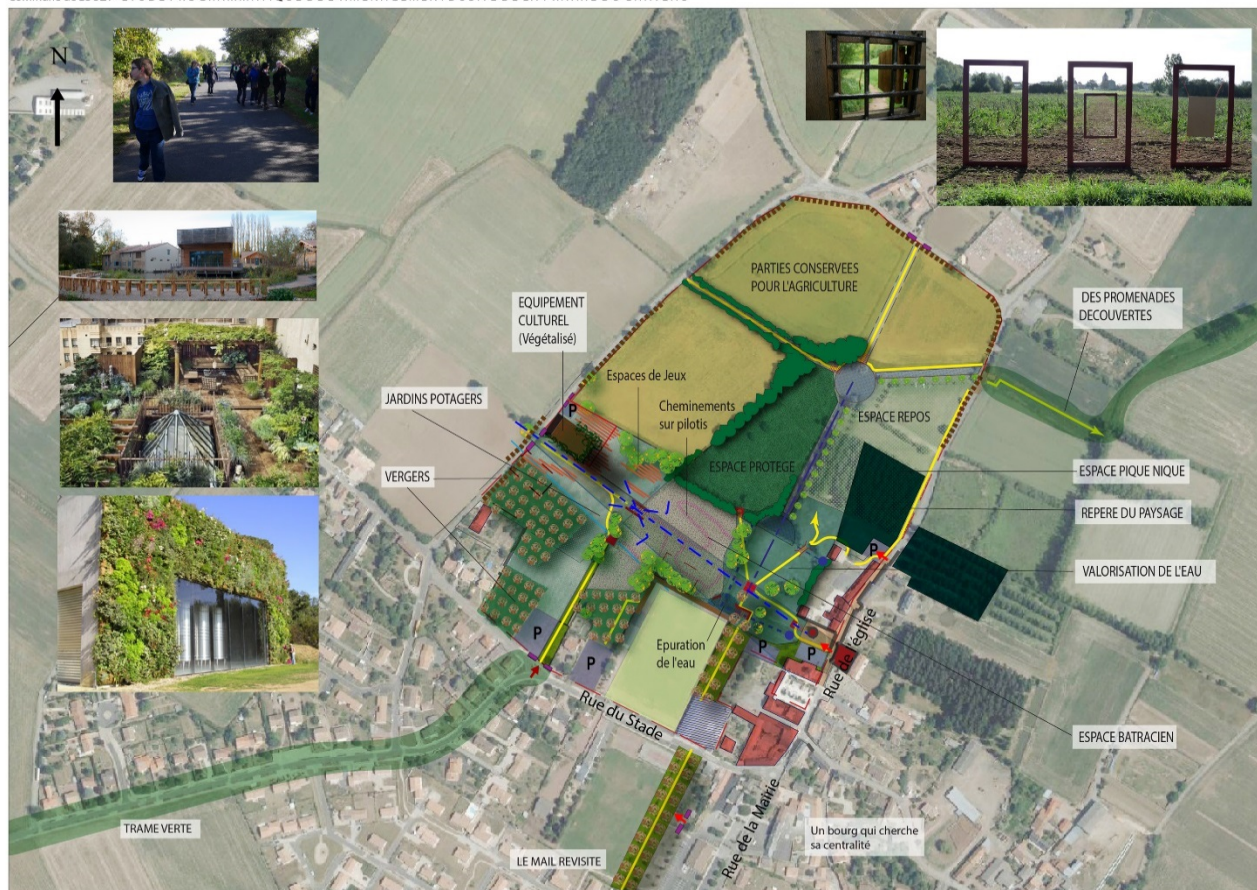 N
PARTIES CONSERVEES
POUR L'AGRICULTURE
EQUIPEMENT
CULTUREL
(Végétalisé)
DES PROMENADES
DECOUVERTES
Espaces de Jeux
JARDINS POTAGERS
Cheminements
sur pilotis
P
ESPACE REPOS
VERGERS
ESPACE PROTEGE
ESPACE PIQUE NIQUE
REPERE DU PAYSAGE
P
VALORISATION DE L'EAU
P
P
Epuration
de l'eau
P
P
Rue de l'église
Rue du Stade
ESPACE BATRACIEN
TRAME VERTE
LE MAIL REVISITE
Rue de la Mairie
Un bourg qui cherche
sa centralité